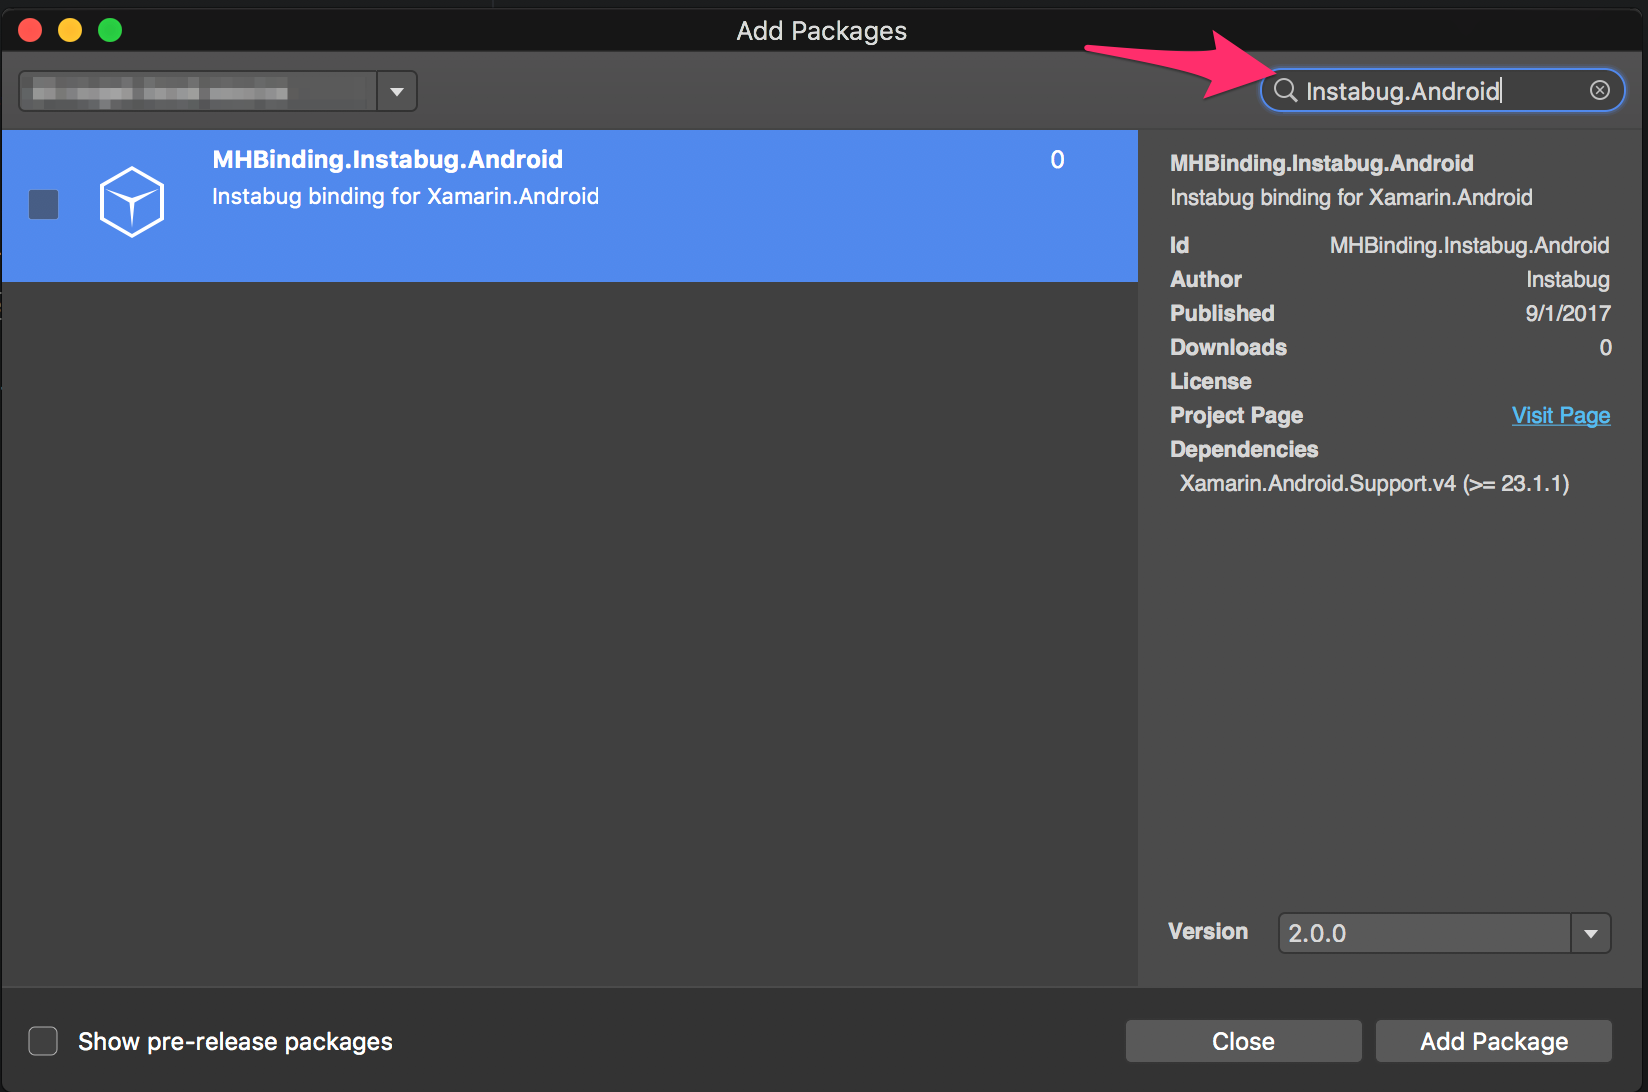 Add Packages
Instabug.Android
MHBinding.Instabug.Android 0
Instabug binding for Xamarin.Android
MHBinding.Instabug.Android
Instabug binding for Xamarin.Android
Id MHBinding.Instabug.Android
Author Instabug
Published 9/1/2017
Downloads 0
License
Project Page Visit Page
Dependencies
Xamarin.Android.Support.v4 (>= 23.1.1)
Version 2.0.0
Show pre-release packages Close Add Package